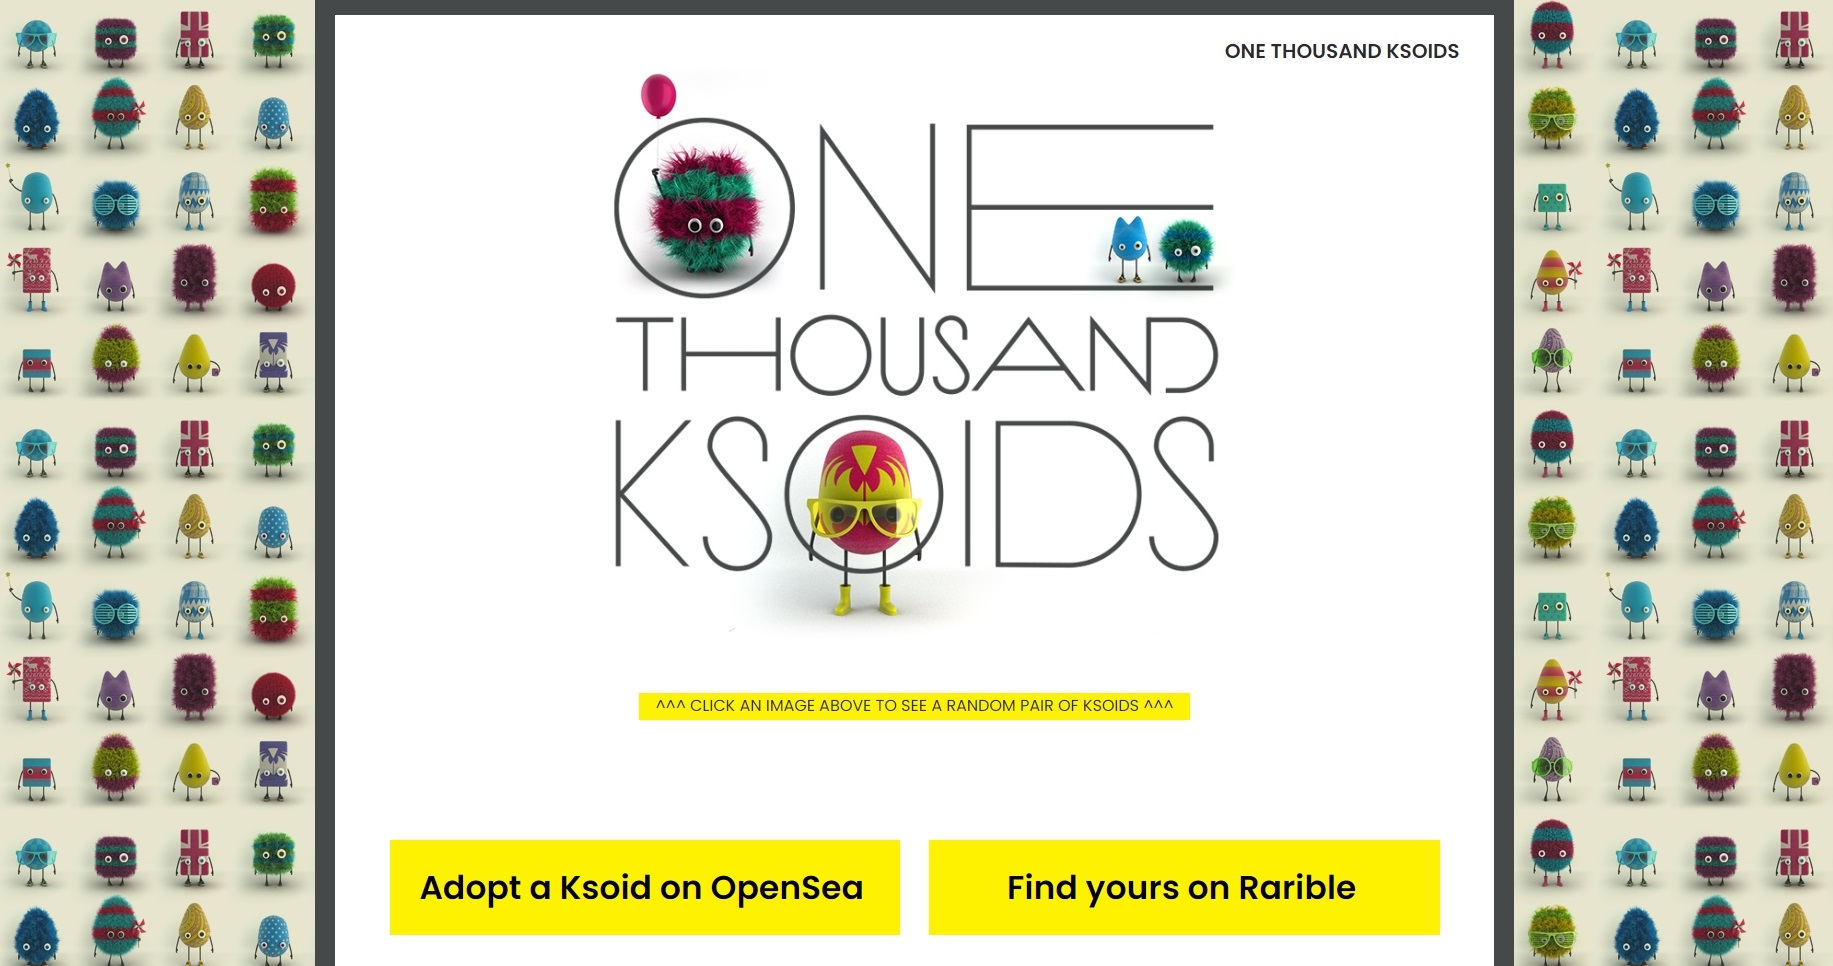 ONE THOUSAND KSOIDS
ONE
THOUSAND
KSOIDS
^^^ CLICK AN IMAGE ABOVE TO SEE A RANDOM PAIR OF KSOIDS ^^^
Adopt a Ksoid on OpenSea
Find yours on Rarible